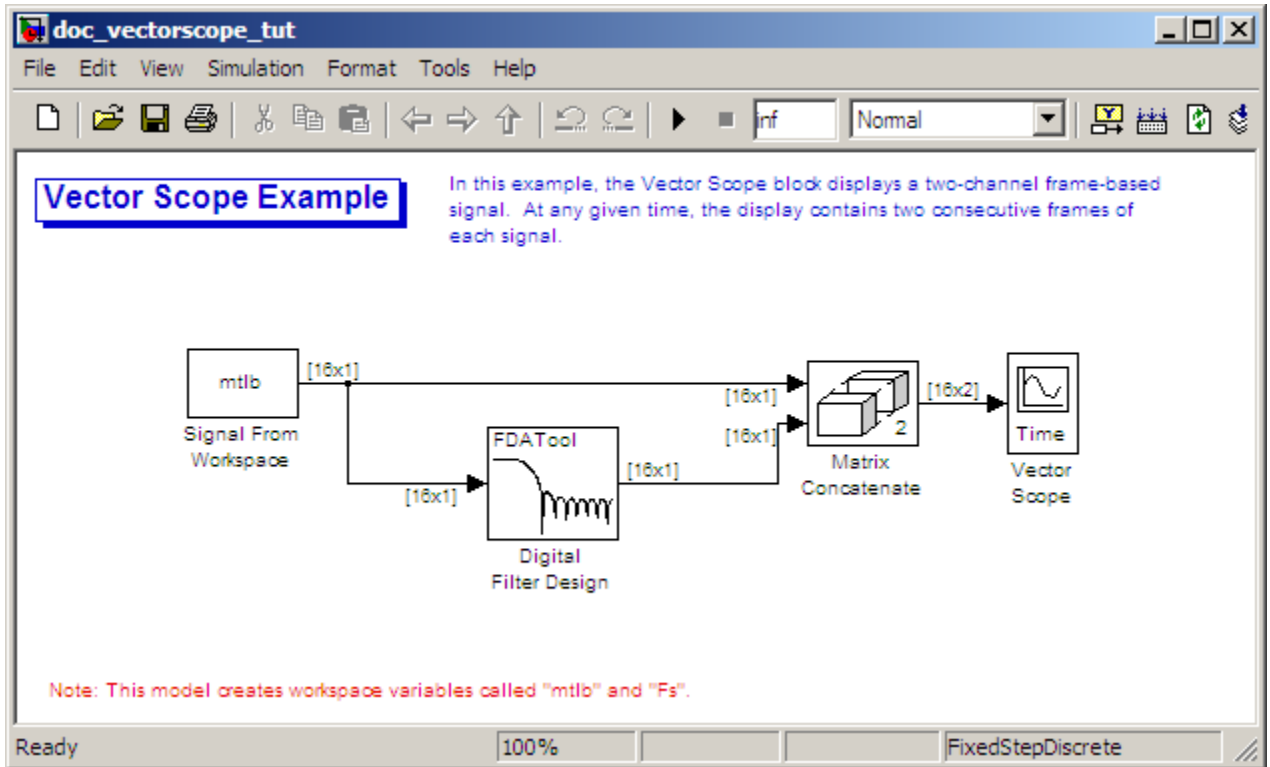 doc_vectorscope_tut
File Edit View Simulation Format Tools Help
inf Normal
Vector Scope Example
In this example, the Vector Scope block displays a two-channel frame-based
signal. At any given time, the display contains two consecutive frames of
each signal.
mtlb
[16x1]
Signal From
Workspace
[16x1]
FDATool
[16x1]
Digital
Filter Design
[16x1]
[16x1]
2
Matrix
Concatenate
[16x2]
Time
Vector
Scope
Note: This model creates workspace variables called "mtlb" and "Fs".
Ready 100% FixedStepDiscrete